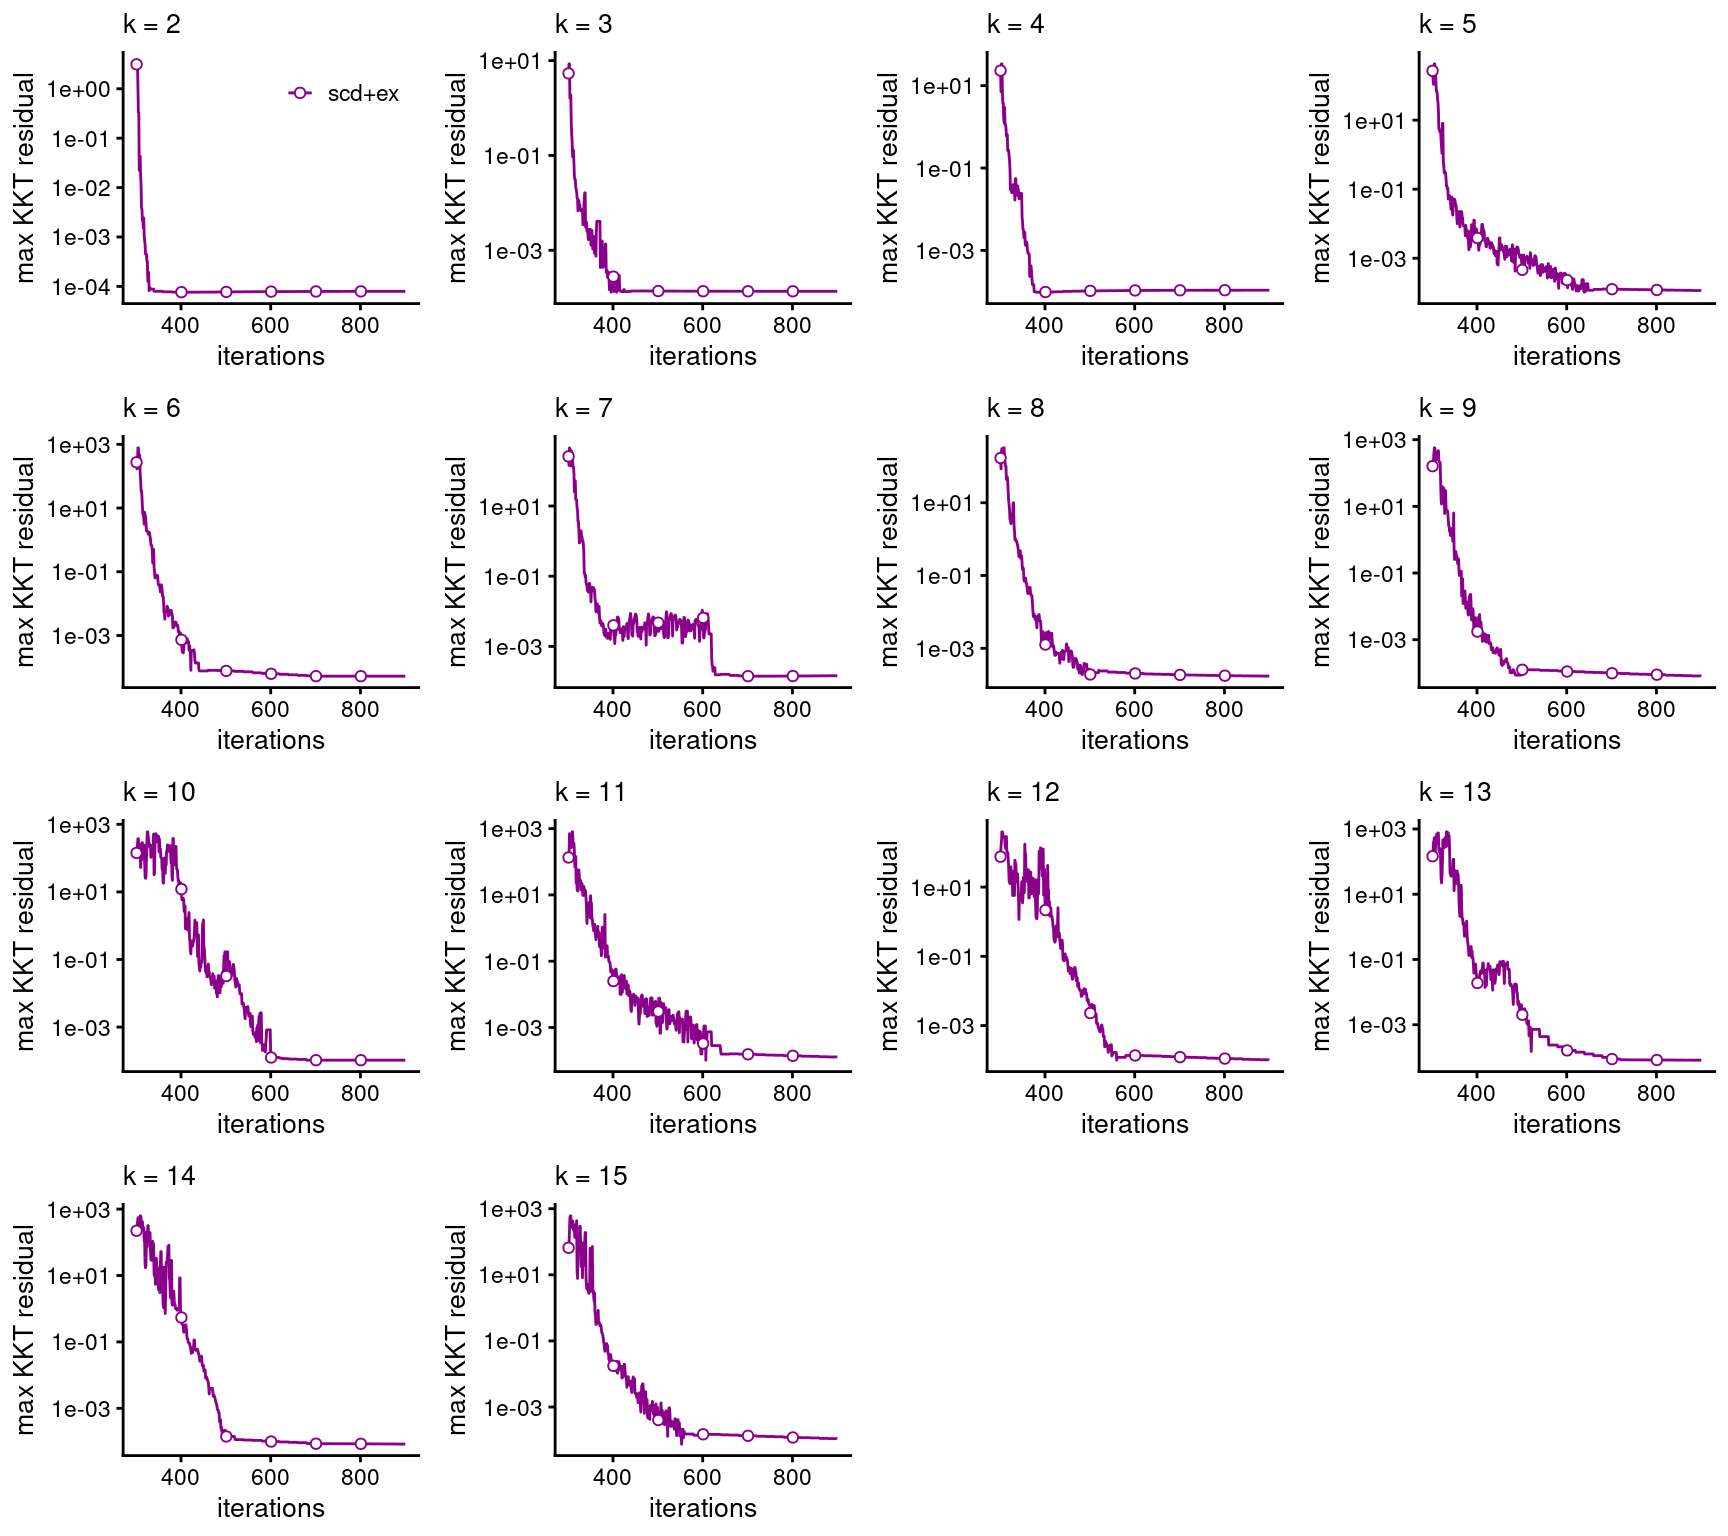 k = 2
max KKT residual
1e+00
1e-01
1e-02
1e-03
1e-04
scd+ex
400 600 800
iterations
k = 3
max KKT residual
1e+01
1e-01
1e-03
400 600 800
iterations
k = 4
max KKT residual
1e+01
1e-01
1e-03
400 600 800
iterations
k = 5
max KKT residual
1e+01
1e-01
1e-03
400 600 800
iterations
k = 6
max KKT residual
1e+03
1e+01
1e-01
1e-03
400 600 800
iterations
k = 7
max KKT residual
1e+01
1e-01
1e-03
400 600 800
iterations
k = 8
max KKT residual
1e+01
1e-01
1e-03
400 600 800
iterations
k = 9
max KKT residual
1e+03
1e+01
1e-01
1e-03
400 600 800
iterations
k = 10
max KKT residual
1e+03
1e+01
1e-01
1e-03
400 600 800
iterations
k = 11
max KKT residual
1e+03
1e+01
1e-01
1e-03
400 600 800
iterations
k = 12
max KKT residual
1e+01
1e-01
1e-03
400 600 800
iterations
k = 13
max KKT residual
1e+03
1e+01
1e-01
1e-03
400 600 800
iterations
k = 14
max KKT residual
1e+03
1e+01
1e-01
1e-03
400 600 800
iterations
k = 15
max KKT residual
1e+03
1e+01
1e-01
1e-03
400 600 800
iterations